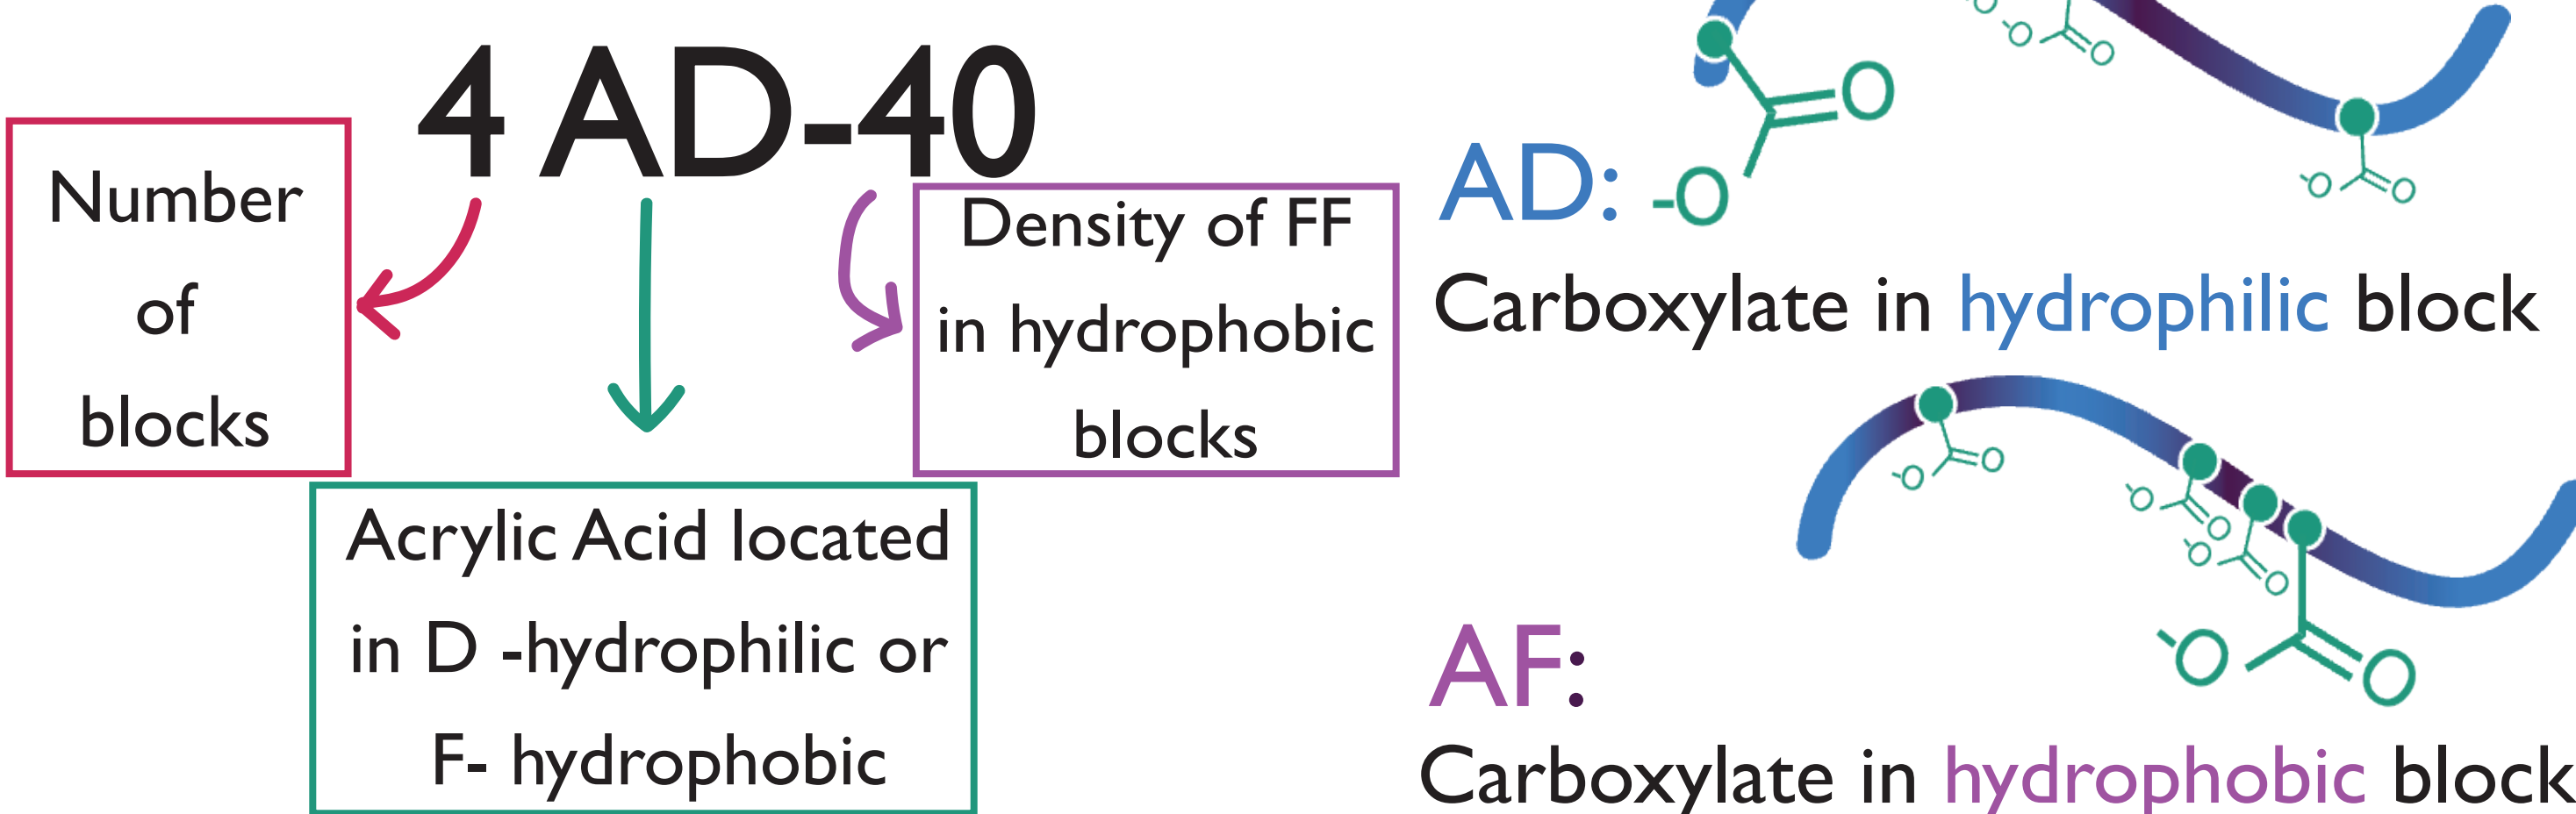 4 AD-40
Number
of
blocks
Density of FF
in hydrophobic
blocks
Acrylic Acid located
in D -hydrophilic or
F- hydrophobic
-O
O
O
-O
O
AD: -O
O
Carboxylate in hydrophilic block
-O
O
-O
O
-O
O
-O
O
AF:
Carboxylate in hydrophobic block